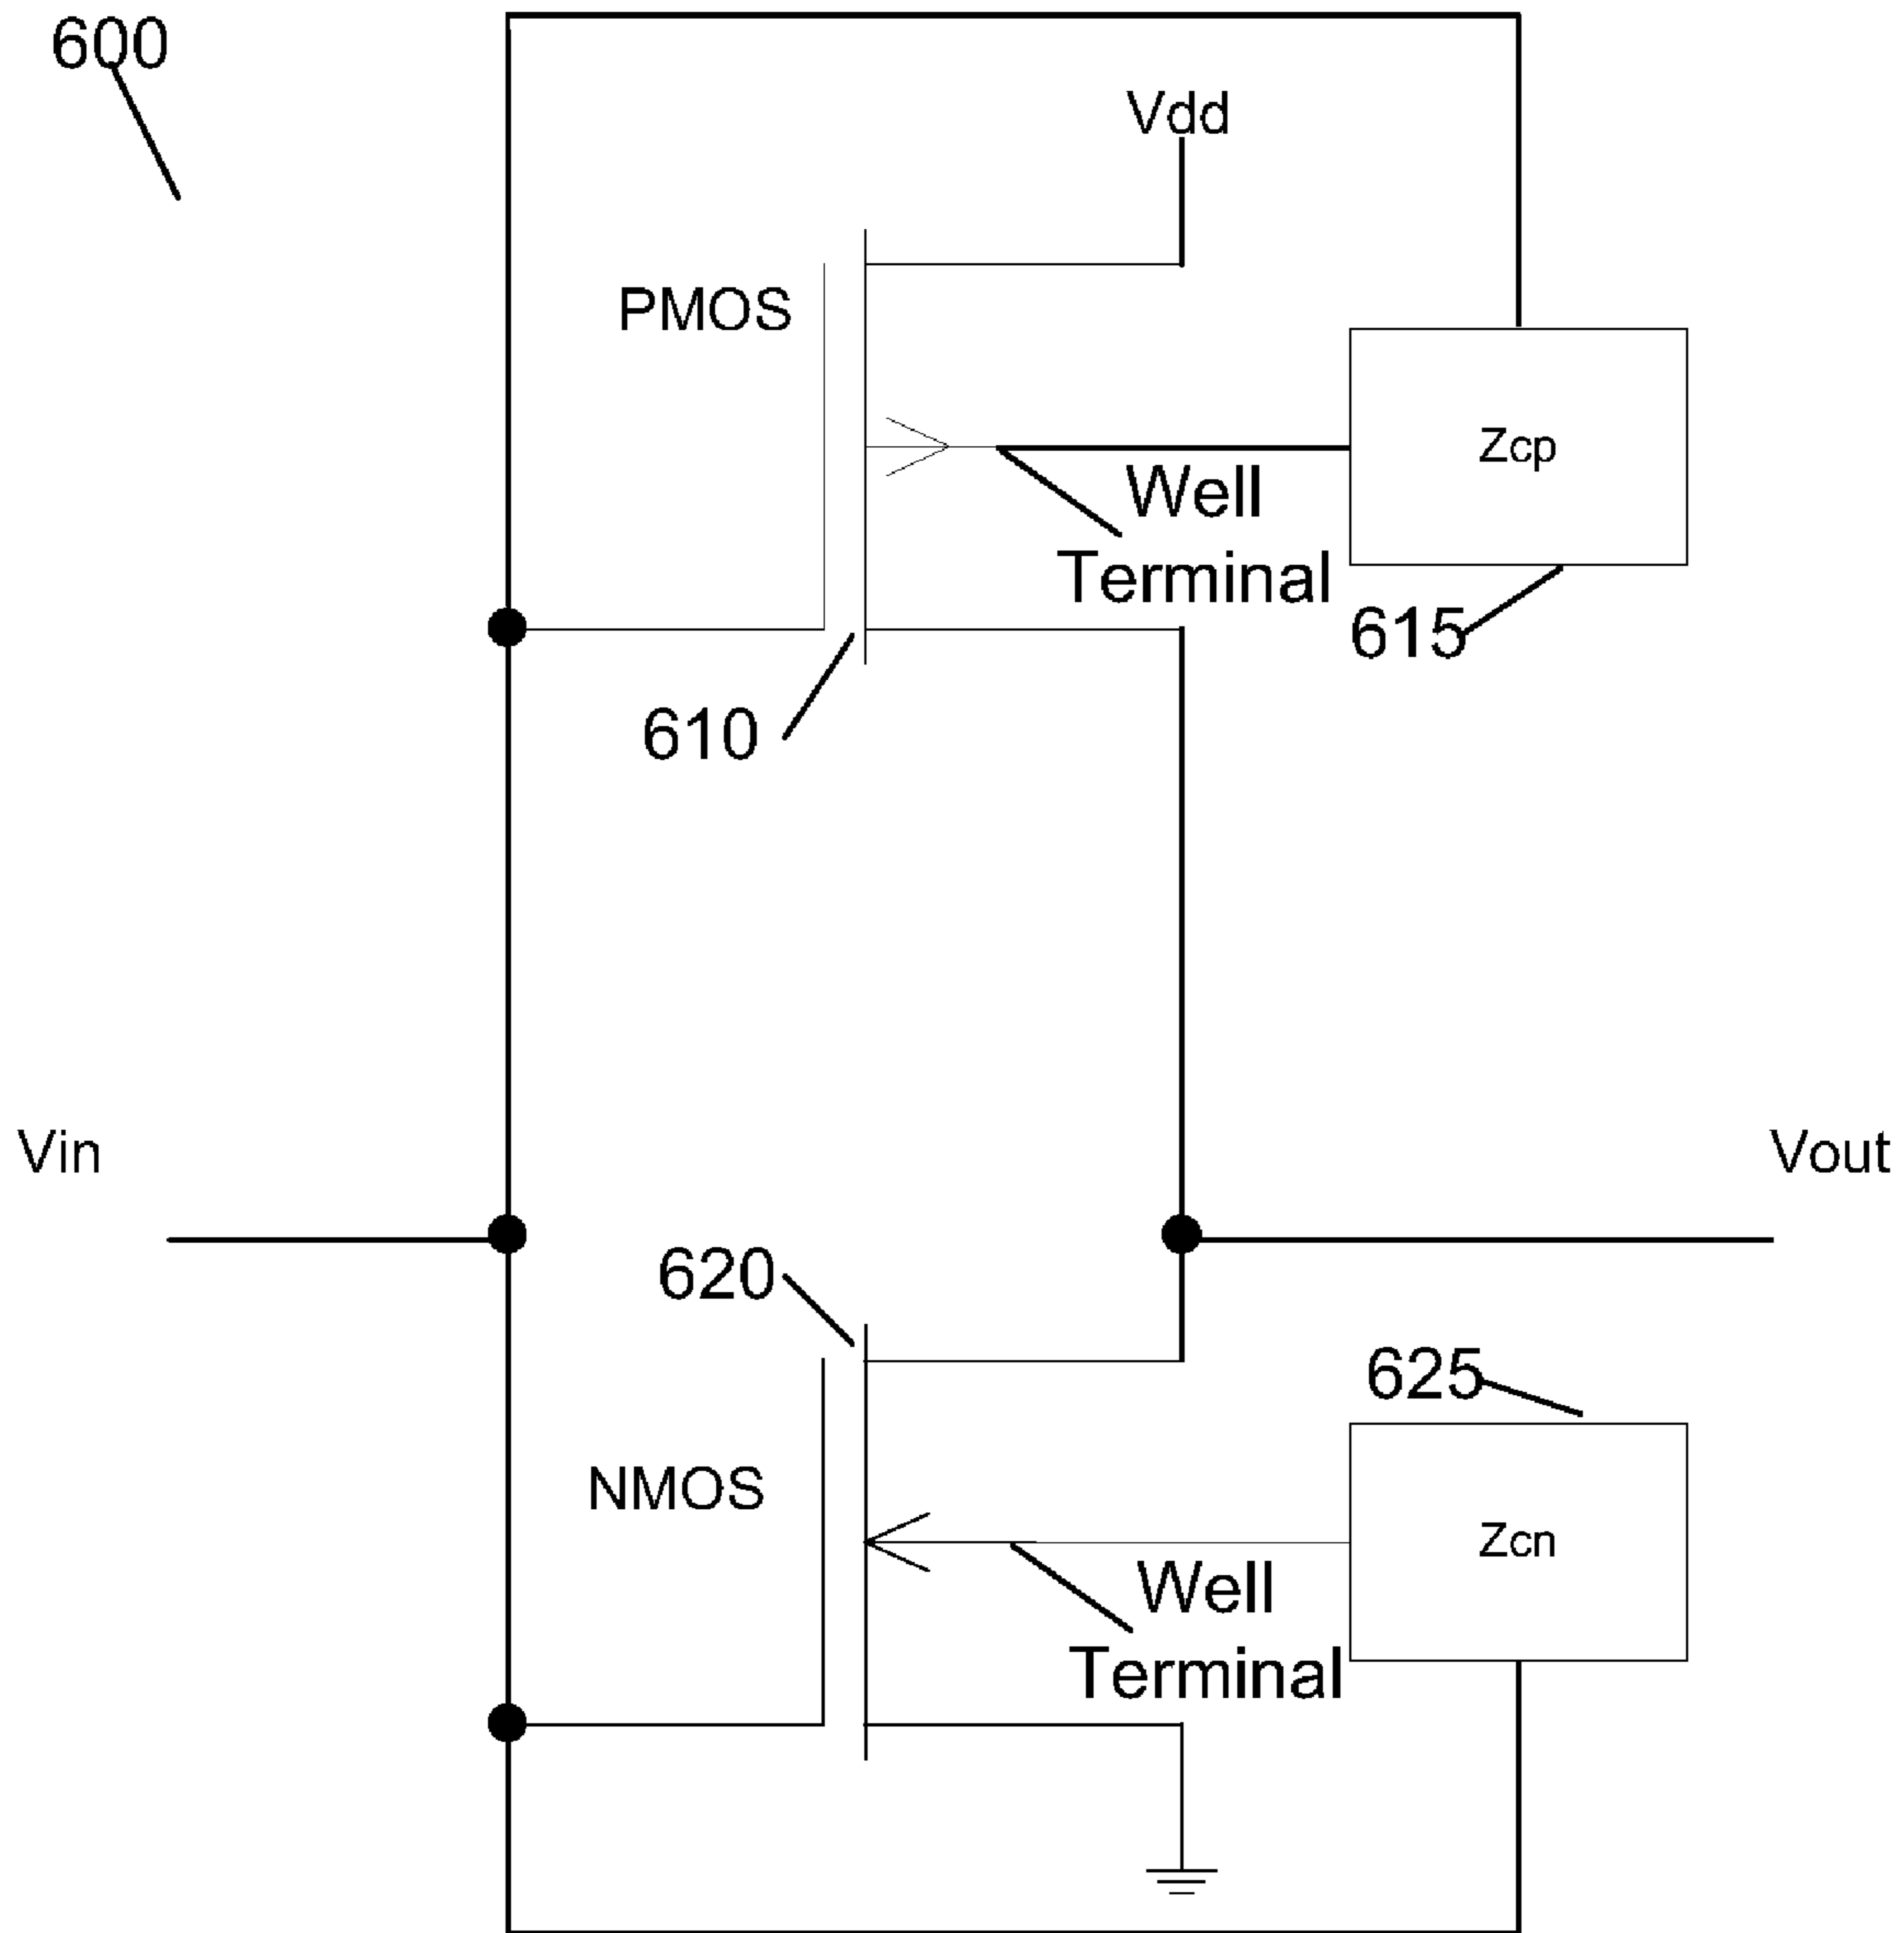 600
Vdd
PMOS
Zcp
Well
Terminal
615
610
Vin
Vout
620
625
NMOS
Zcn
Well
Terminal